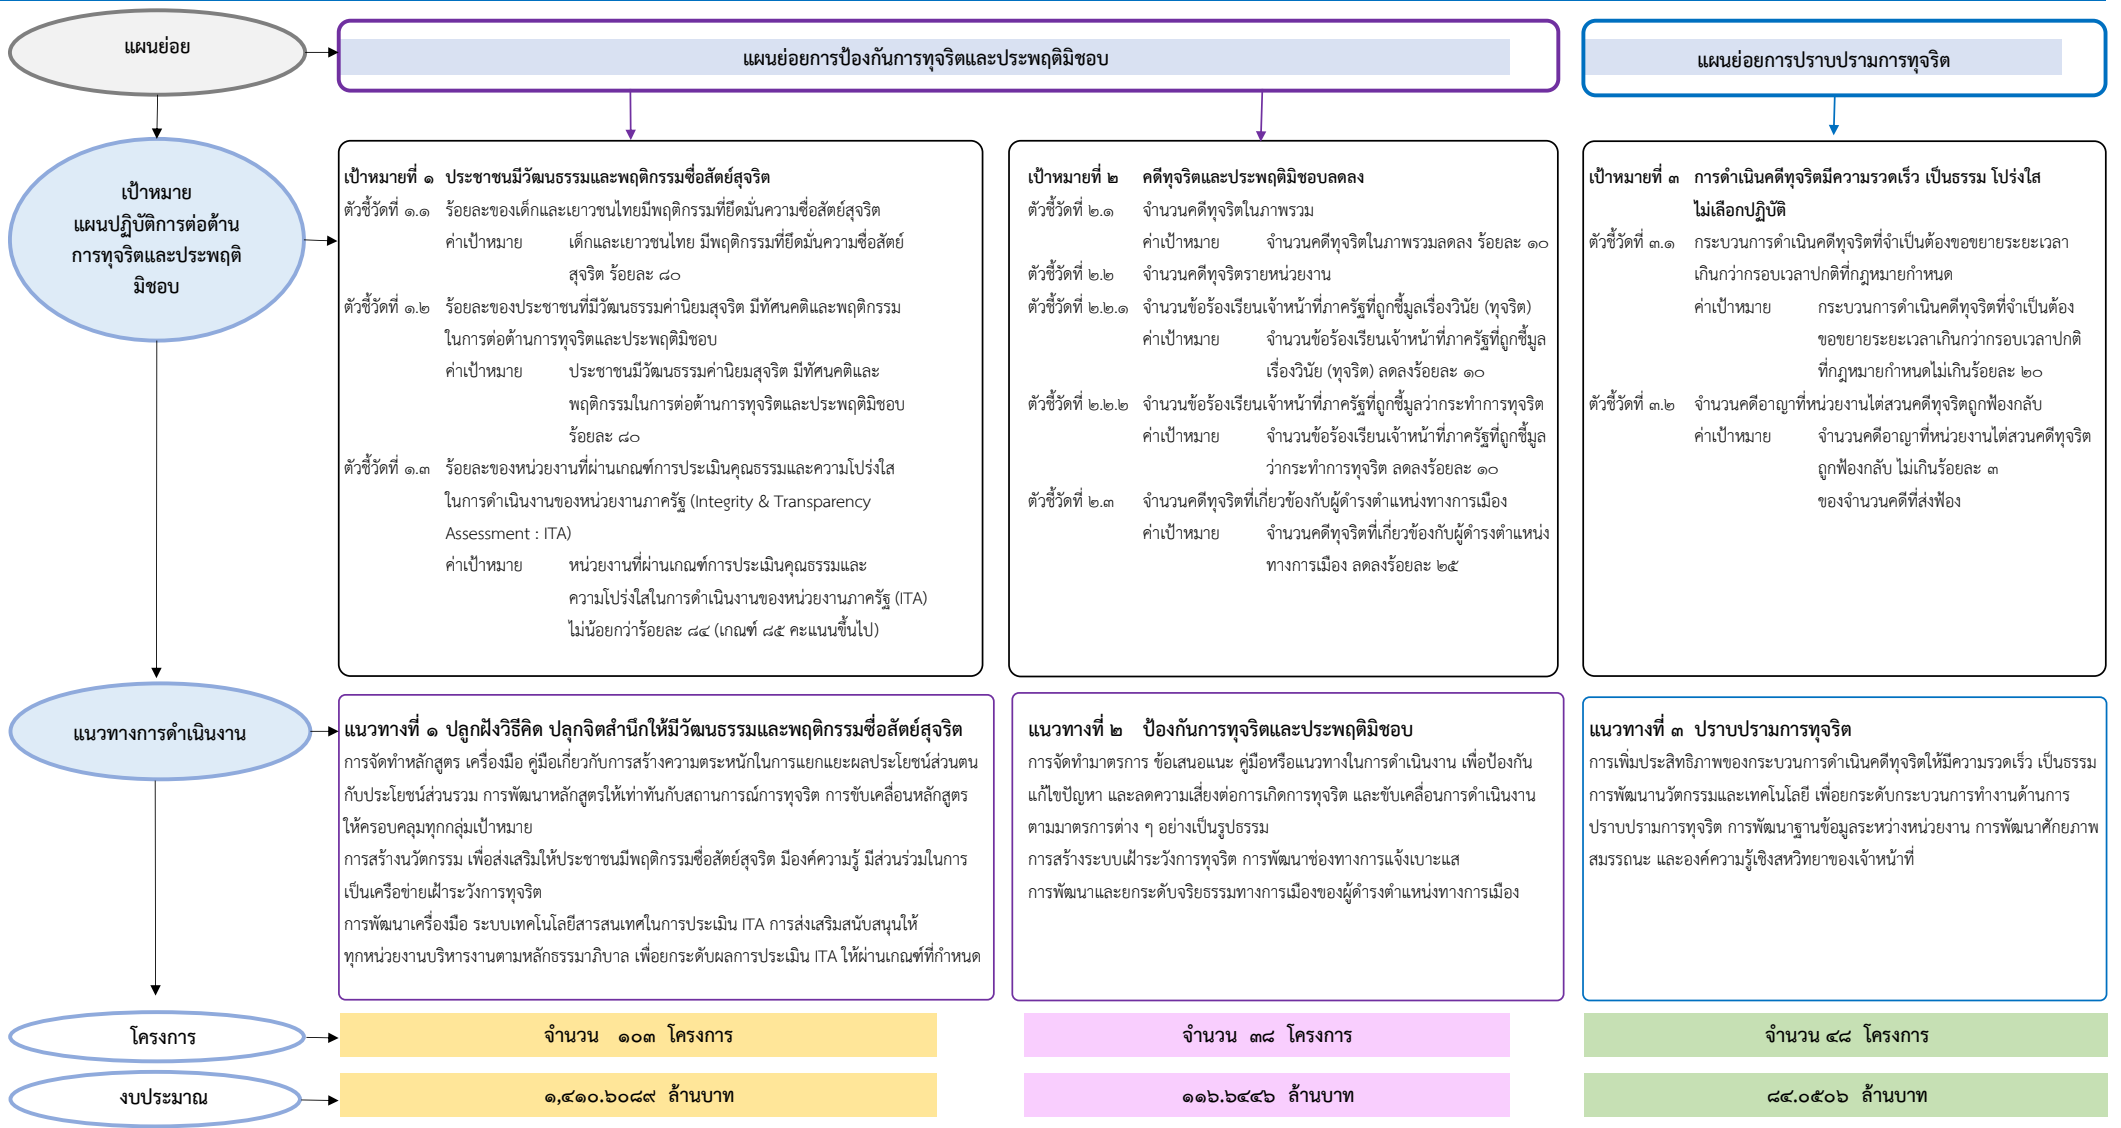 แผนย่อย
แผนย่อยการป้องกันการทุจริตและประพฤติมิชอบ
แผนย่อยการปราบปรามการทุจริต
เป้าหมาย
แผนปฏิบัติการต่อต้าน
การทุจริตและประพฤติ
มิชอบ
เป้าหมายที่ ๑ ประชาชนมีวัฒนธรรมและพฤติกรรมซื่อสัตย์สุจริต
ตัวชี้วัดที่ ๑.๑ ร้อยละของเด็กและเยาวชนไทยมีพฤติกรรมที่ยึดมั่นความซื่อสัตย์สุจริต
ค่าเป้าหมาย เด็กและเยาวชนไทย มีพฤติกรรมที่ยึดมั่นความซื่อสัตย์
สุจริต ร้อยละ ๘๐
ตัวชี้วัดที่ ๑.๒ ร้อยละของประชาชนที่มีวัฒนธรรมค่านิยมสุจริต มีทัศนคติและพฤติกรรม
ในการต่อต้านการทุจริตและประพฤติมิชอบ
ค่าเป้าหมาย ประชาชนมีวัฒนธรรมค่านิยมสุจริต มีทัศนคติและ
พฤติกรรมในการต่อต้านการทุจริตและประพฤติมิชอบ
ร้อยละ ๘๐
ตัวชี้วัดที่ ๑.๓ ร้อยละของหน่วยงานที่ผ่านเกณฑ์การประเมินคุณธรรมและความโปร่งใส
ในการดำเนินงานของหน่วยงานภาครัฐ (Integrity & Transparency
Assessment : ITA)
ค่าเป้าหมาย หน่วยงานที่ผ่านเกณฑ์การประเมินคุณธรรมและ
ความโปร่งใสในการดำเนินงานของหน่วยงานภาครัฐ (ITA)
ไม่น้อยกว่าร้อยละ ๘๔ (เกณฑ์ ๘๕ คะแนนขึ้นไป)
เป้าหมายที่ ๒ คดีทุจริตและประพฤติมิชอบลดลง
ตัวชี้วัดที่ ๒.๑ จำนวนคดีทุจริตในภาพรวม
ค่าเป้าหมาย จำนวนคดีทุจริตในภาพรวมลดลง ร้อยละ ๑๐
ตัวชี้วัดที่ ๒.๒ จำนวนคดีทุจริตรายหน่วยงาน
ตัวชี้วัดที่ ๒.๒.๑ จำนวนข้อร้องเรียนเจ้าหน้าที่ภาครัฐที่ถูกชี้มูลเรื่องวินัย (ทุจริต)
ค่าเป้าหมาย จำนวนข้อร้องเรียนเจ้าหน้าที่ภาครัฐที่ถูกชี้มูล
เรื่องวินัย (ทุจริต) ลดลงร้อยละ ๑๐
ตัวชี้วัดที่ ๒.๒.๒ จำนวนข้อร้องเรียนเจ้าหน้าที่ภาครัฐที่ถูกชี้มูลว่ากระทำการทุจริต
ค่าเป้าหมาย จำนวนข้อร้องเรียนเจ้าหน้าที่ภาครัฐที่ถูกชี้มูล
ว่ากระทำการทุจริต ลดลงร้อยละ ๑๐
ตัวชี้วัดที่ ๒.๓ จำนวนคดีทุจริตที่เกี่ยวข้องกับผู้ดำรงตำแหน่งทางการเมือง
ค่าเป้าหมาย จำนวนคดีทุจริตที่เกี่ยวข้องกับผู้ดำรงตำแหน่ง
ทางการเมือง ลดลงร้อยละ ๒๕
เป้าหมายที่ ๓ การดำเนินคดีทุจริตมีความรวดเร็ว เป็นธรรม โปร่งใส
ไม่เลือกปฏิบัติ
ตัวชี้วัดที่ ๓.๑ กระบวนการดำเนินคดีทุจริตที่จำเป็นต้องขอขยายระยะเวลา
เกินกว่ากรอบเวลาปกติที่กฎหมายกำหนด
ค่าเป้าหมาย กระบวนการดำเนินคดีทุจริตที่จำเป็นต้อง
ขอขยายระยะเวลาเกินกว่ากรอบเวลาปกติ
ที่กฎหมายกำหนดไม่เกินร้อยละ ๒๐
ตัวชี้วัดที่ ๓.๒ จำนวนคดีอาญาที่หน่วยงานไต่สวนคดีทุจริตถูกฟ้องกลับ
ค่าเป้าหมาย จำนวนคดีอาญาที่หน่วยงานไต่สวนคดีทุจริต
ถูกฟ้องกลับ ไม่เกินร้อยละ ๓
ของจำนวนคดีที่ส่งฟ้อง
แนวทางการดำเนินงาน
แนวทางที่ ๑ ปลูกฝังวิธีคิด ปลุกจิตสำนึกให้มีวัฒนธรรมและพฤติกรรมซื่อสัตย์สุจริต
การจัดทำหลักสูตร เครื่องมือ คู่มือเกี่ยวกับการสร้างความตระหนักในการแยกแยะผลประโยชน์ส่วนตน
กับประโยชน์ส่วนรวม การพัฒนาหลักสูตรให้เท่าทันกับสถานการณ์การทุจริต การขับเคลื่อนหลักสูตร
ให้ครอบคลุมทุกกลุ่มเป้าหมาย
การสร้างนวัตกรรม เพื่อส่งเสริมให้ประชาชนมีพฤติกรรมซื่อสัตย์สุจริต มีองค์ความรู้ มีส่วนร่วมในการ
เป็นเครือข่ายเฝ้าระวังการทุจริต
การพัฒนาเครื่องมือ ระบบเทคโนโลยีสารสนเทศในการประเมิน ITA การส่งเสริมสนับสนุนให้
ทุกหน่วยงานบริหารงานตามหลักธรรมาภิบาล เพื่อยกระดับผลการประเมิน ITA ให้ผ่านเกณฑ์ที่กำหนด
แนวทางที่ ๒ ป้องกันการทุจริตและประพฤติมิชอบ
การจัดทำมาตรการ ข้อเสนอแนะ คู่มือหรือแนวทางในการดำเนินงาน เพื่อป้องกัน
แก้ไขปัญหา และลดความเสี่ยงต่อการเกิดการทุจริต และขับเคลื่อนการดำเนินงาน
ตามมาตรการต่าง ๆ อย่างเป็นรูปธรรม
การสร้างระบบเฝ้าระวังการทุจริต การพัฒนาช่องทางการแจ้งเบาะแส
การพัฒนาและยกระดับจริยธรรมทางการเมืองของผู้ดำรงตำแหน่งทางการเมือง
แนวทางที่ ๓ ปราบปรามการทุจริต
การเพิ่มประสิทธิภาพของกระบวนการดำเนินคดีทุจริตให้มีความรวดเร็ว เป็นธรรม
การพัฒนานวัตกรรมและเทคโนโลยี เพื่อยกระดับกระบวนการทำงานด้านการ
ปราบปรามการทุจริต การพัฒนาฐานข้อมูลระหว่างหน่วยงาน การพัฒนาศักยภาพ
สมรรถนะ และองค์ความรู้เชิงสหวิทยาของเจ้าหน้าที่
โครงการ
จำนวน ๑๐๓ โครงการ
จำนวน ๓๘ โครงการ
จำนวน ๔๘ โครงการ
งบประมาณ
๑,๔๑๐.๖๐๘๙ ล้านบาท
๑๑๖.๖๔๔๖ ล้านบาท
๘๔.๐๕๐๖ ล้านบาท